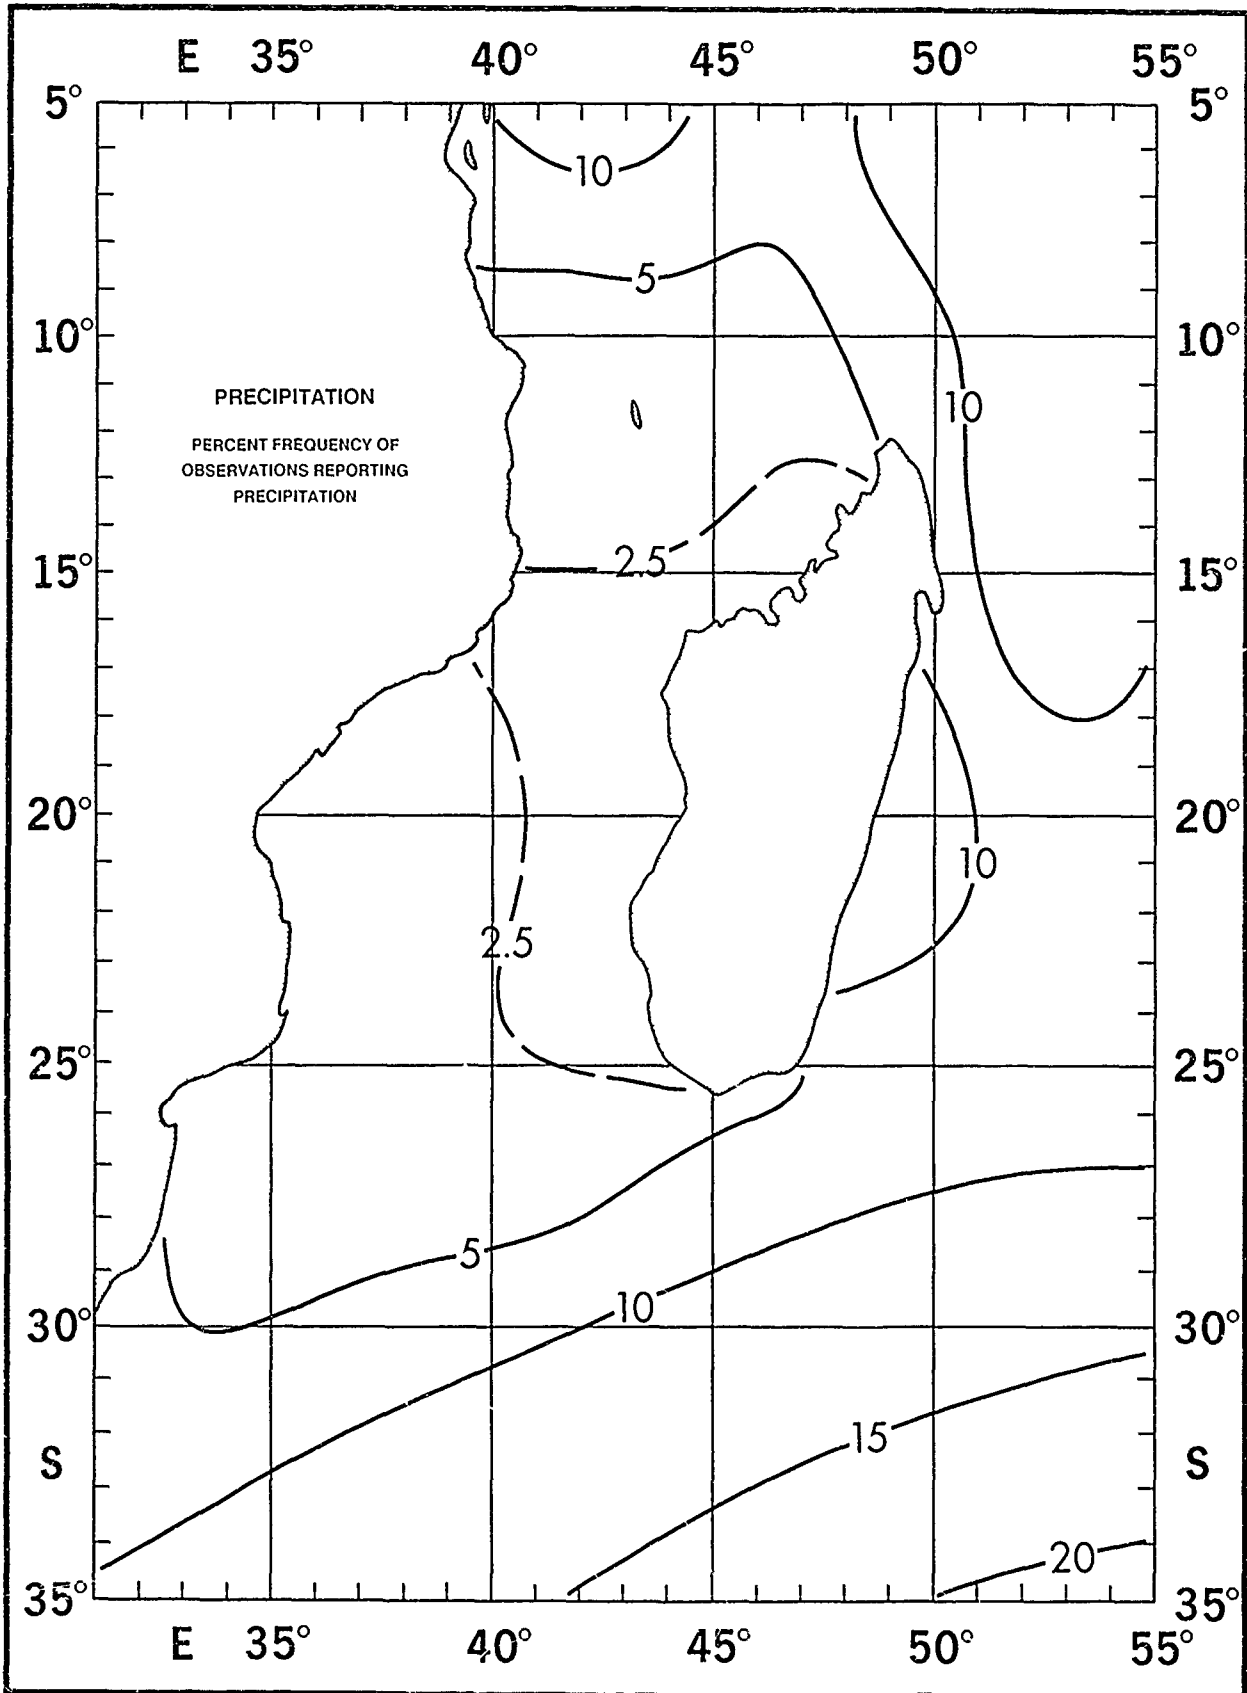 E 35° 40° 45° 50° 55°
5° 5°
10
5
10° 10°
PRECIPITATION
10
PERCENT FREQUENCY OF
OBSERVATIONS REPORTING
PRECIPITATION
2.5
15° 15°
20° 20°
10
2.5
25° 25°
5
10
30° 30°
15
S S
20
35° 35°
E 35° 40° 45° 50° 55°